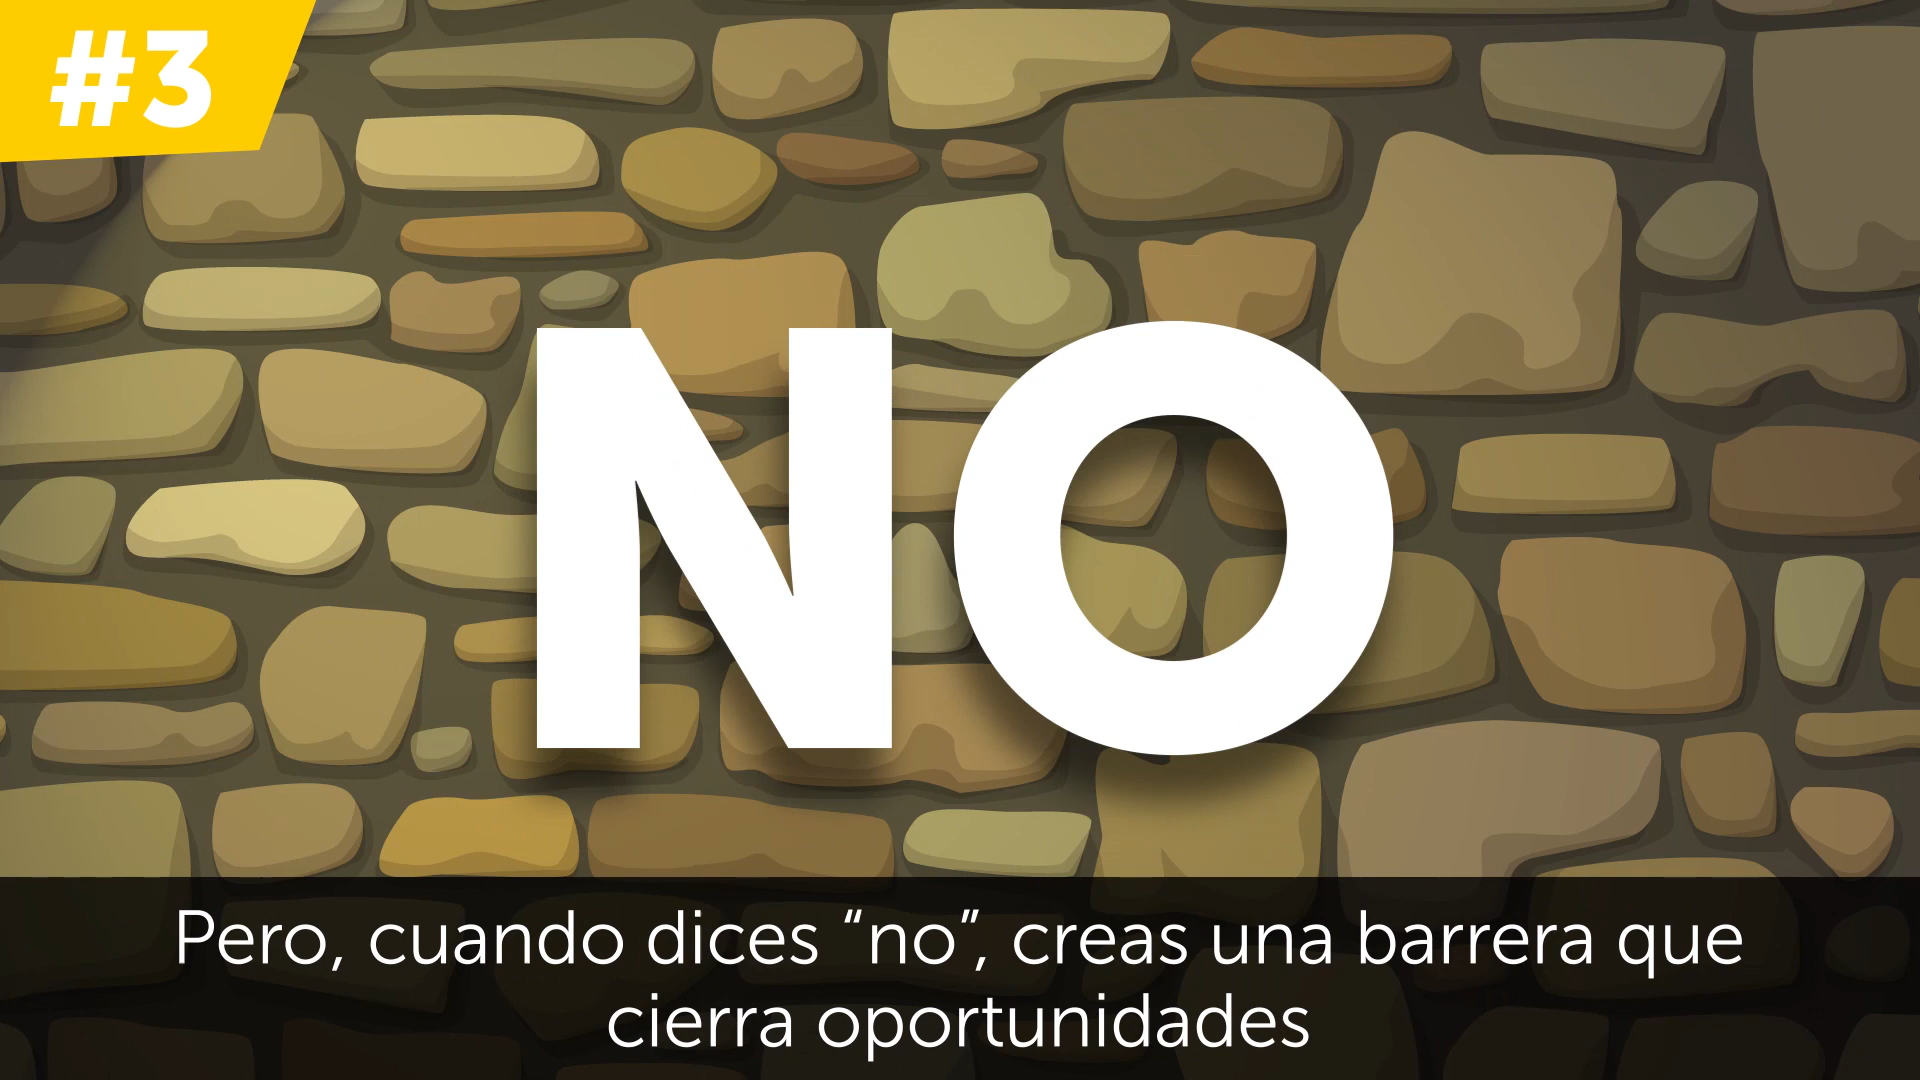 #3
NO
Pero, cuando dices “no”, creas una barrera que
cierra oportunidades